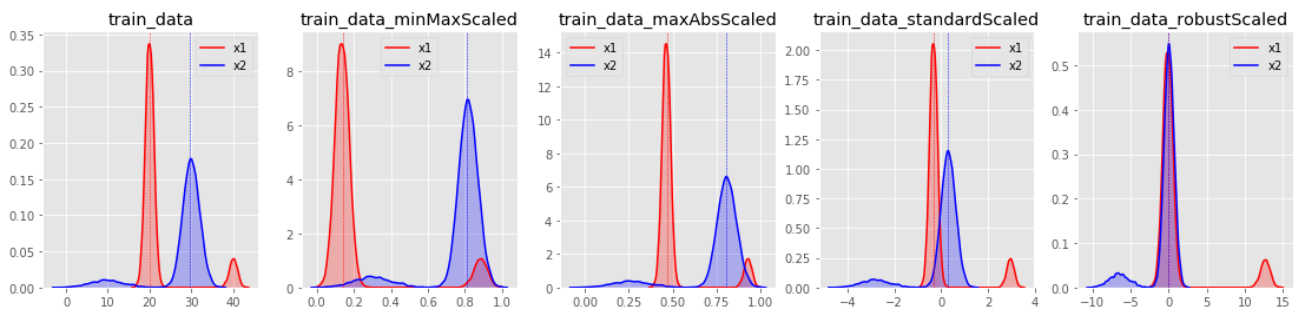 train_data
0.35
0.30
0.25
0.20
0.15
0.10
0.05
0.00
0 10 20 30 40
x1
x2
train_data_minMaxScaled
8
6
4
2
0
0.0 0.2 0.4 0.6 0.8 1.0
x1
x2
train_data_maxAbsScaled
14
12
10
8
6
4
2
0
0.00 0.25 0.50 0.75 1.00
x1
x2
train_data_standardScaled
2.00
1.75
1.50
1.25
1.00
0.75
0.50
0.25
0.00
−4 −2 0 2 4
x1
x2
train_data_robustScaled
0.5
0.4
0.3
0.2
0.1
0.0
−10 −5 0 5 10 15
x1
x2